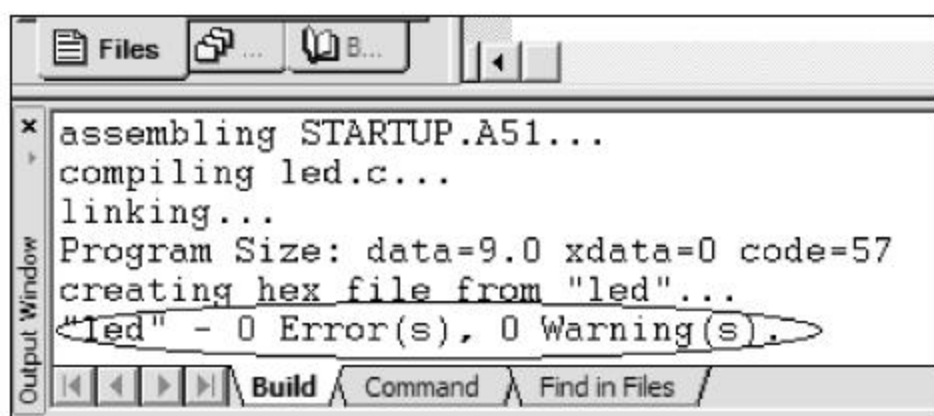 Files ... B...
assembling STARTUP.A51...
compiling led.c...
linking...
Program Size: data=9.0 xdata=0 code=57
creating hex file from "led"...
"led" - 0 Error(s), 0 Warning(s).
Output Window
Build Command Find in Files